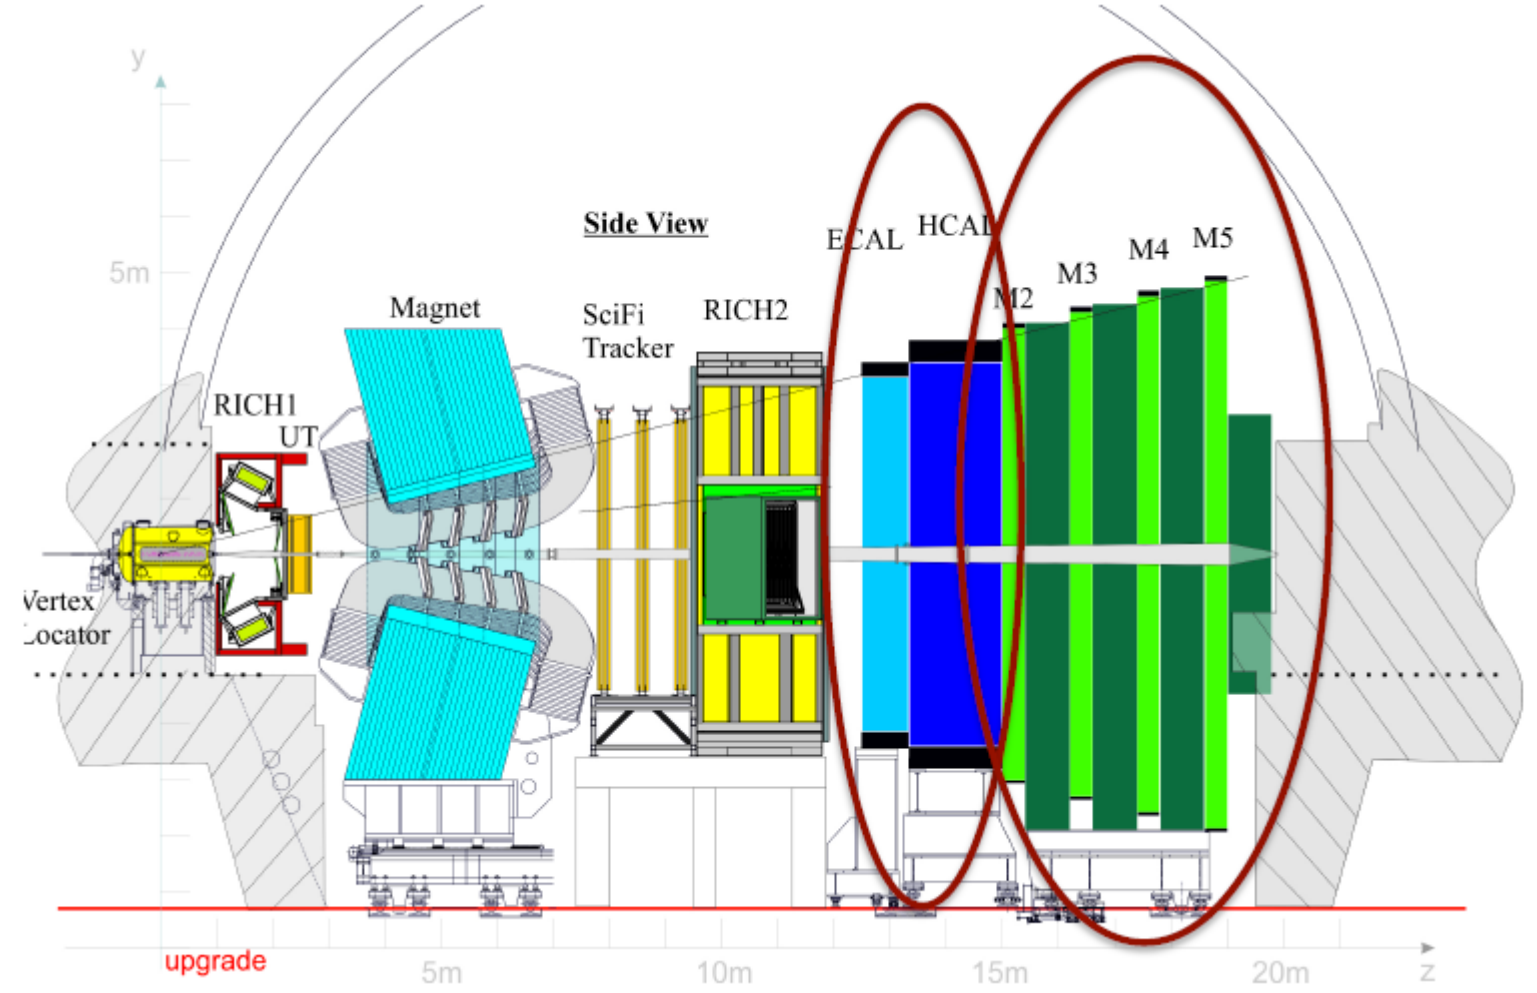 y
Side View
ECAL
HCAL
M2
M3
M4
M5
5m
Magnet
SciFi
Tracker
RICH2
RICH1
UT
Vertex
Locator
upgrade
5m
10m
15m
20m
z